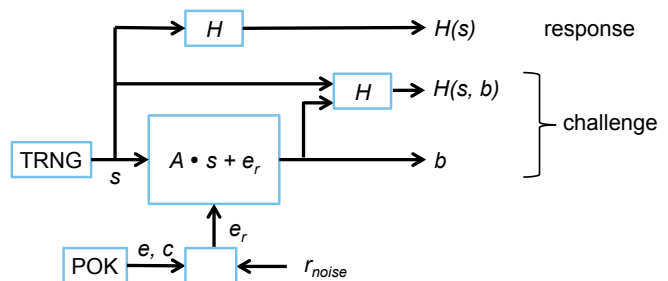 H H(s) response
H H(s, b)
challenge
TRNG s A • s + e_r b
e_r
POK e, c r_noise